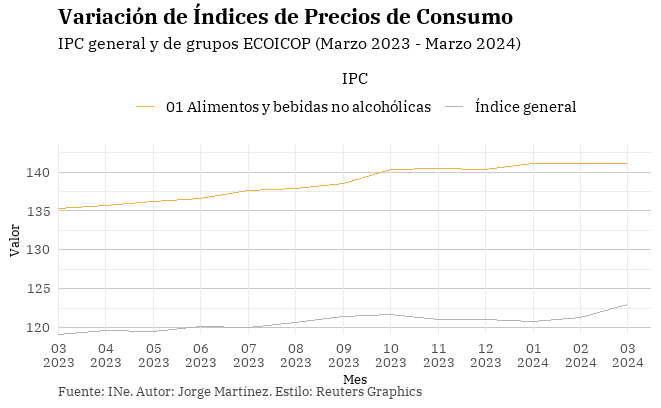 Variación de Índices de Precios de Consumo
IPC general y de grupos ECOICOP (Marzo 2023 - Marzo 2024)
IPC
01 Alimentos y bebidas no alcohólicas Índice general
140
135
130
125
120
Valor
03 04 05 06 07 08 09 10 11 12 01 02 03
2023 2023 2023 2023 2023 2023 2023 2023 2023 2023 2024 2024 2024
Mes
Fuente: INe. Autor: Jorge Martínez. Estilo: Reuters Graphics